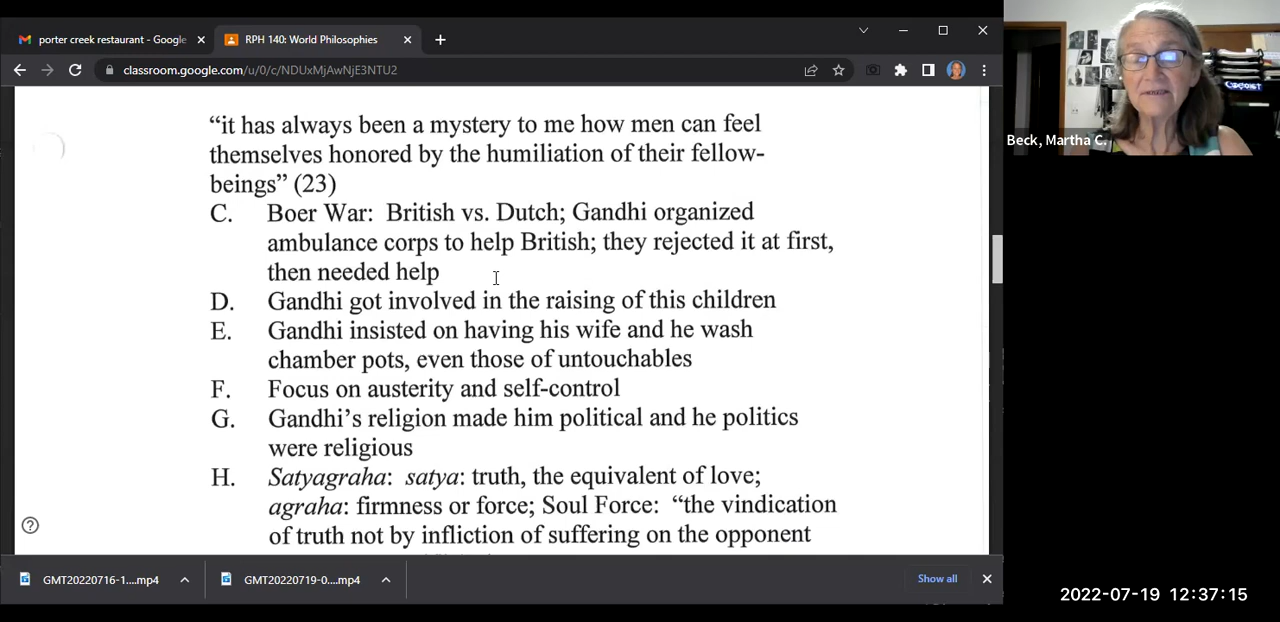 porter creek restaurant - Google
RPH 140: World Philosophies
classroom.google.com/u/0/c/NDUxMjAwNjE3NTU2
“it has always been a mystery to me how men can feel
themselves honored by the humiliation of their fellow-
beings” (23)
C. Boer War: British vs. Dutch; Gandhi organized
ambulance corps to help British; they rejected it at first,
then needed help
D. Gandhi got involved in the raising of this children
E. Gandhi insisted on having his wife and he wash
chamber pots, even those of untouchables
F. Focus on austerity and self-control
G. Gandhi’s religion made him political and he politics
were religious
H. Satyagraha: satya: truth, the equivalent of love;
agraha: firmness or force; Soul Force: “the vindication
of truth not by infliction of suffering on the opponent
GMT20220716-1....mp4
GMT20220719-0....mp4
Show all
Beck, Martha C.
2022-07-19 12:37:15